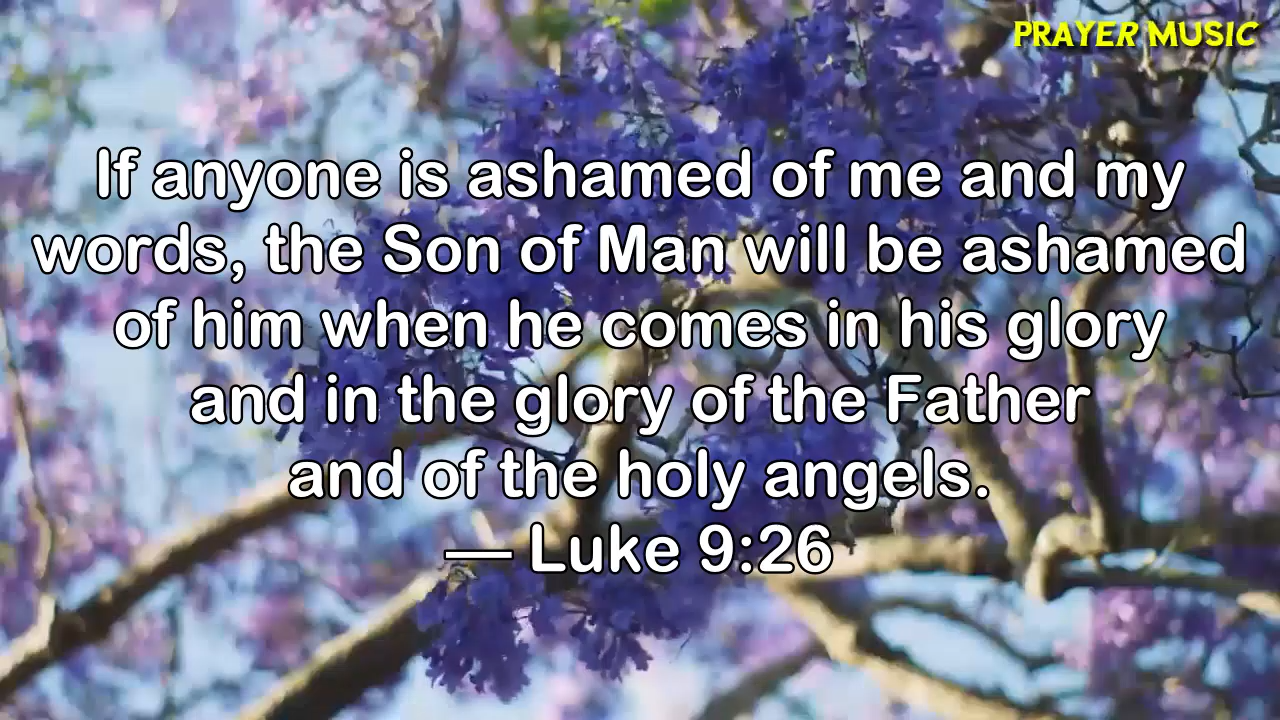 PRAYER MUSIC
If anyone is ashamed of me and my
words, the Son of Man will be ashamed
of him when he comes in his glory
and in the glory of the Father
and of the holy angels.
— Luke 9:26